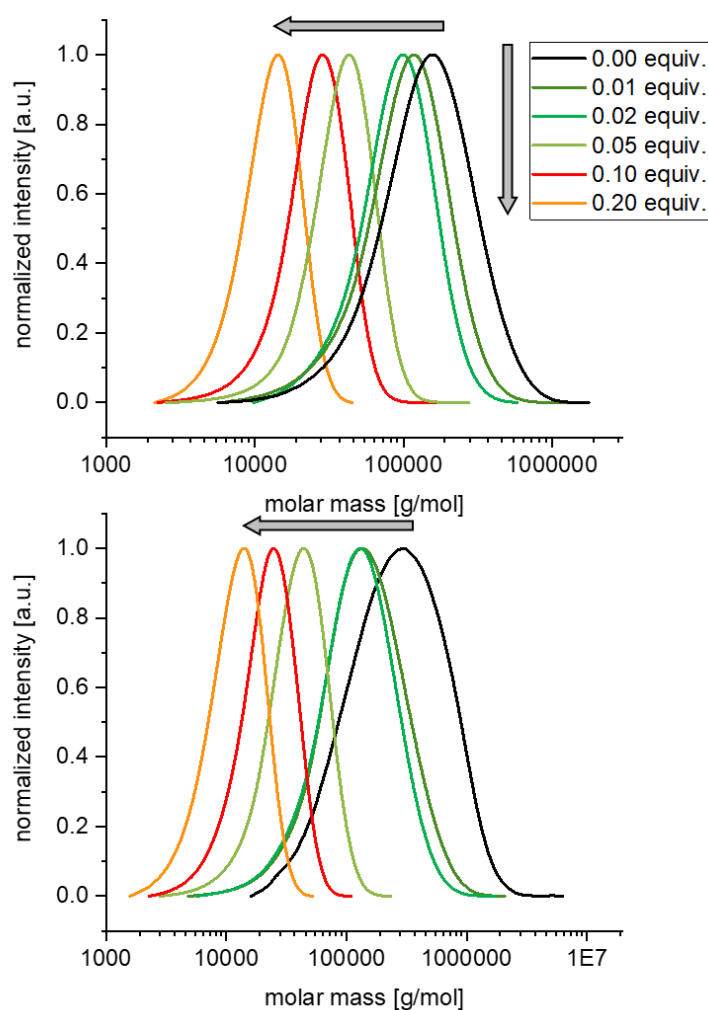 1.0
0.8
0.6
0.4
0.2
0.0
normalized intensity [a.u.]
1000 10000 100000 1000000
molar mass [g/mol]
0.00 equiv.
0.01 equiv.
0.02 equiv.
0.05 equiv.
0.10 equiv.
0.20 equiv.
1.0
0.8
0.6
0.4
0.2
0.0
normalized intensity [a.u.]
1000 10000 100000 1000000 1E7
molar mass [g/mol]